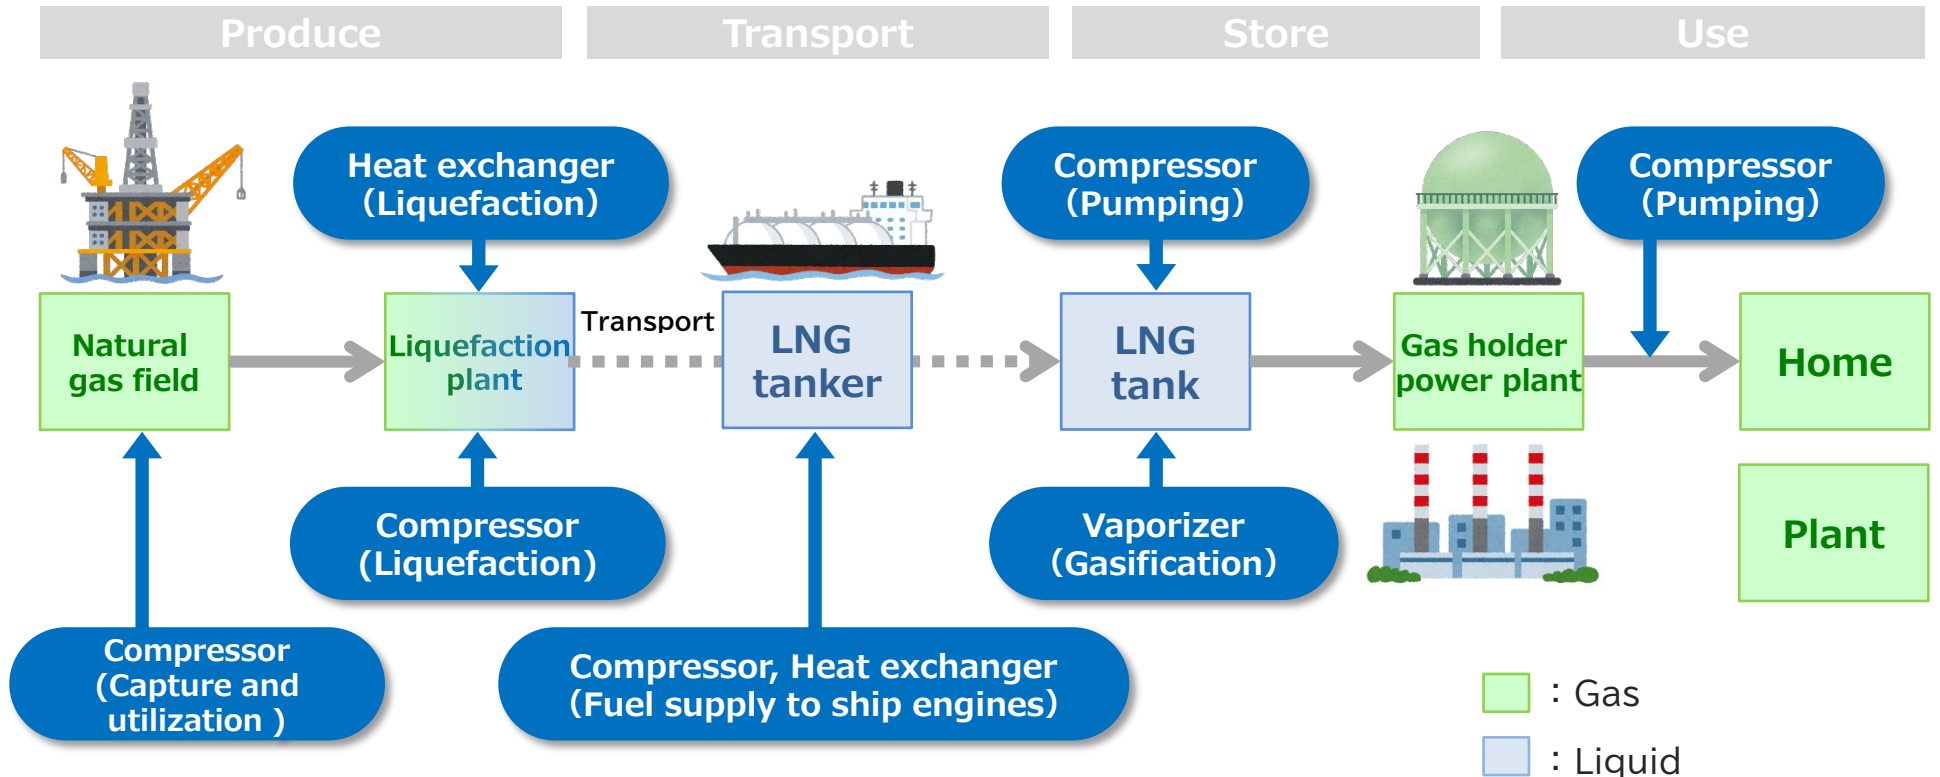 Produce
Transport
Store
Use
Heat exchanger
(Liquefaction)
Compressor
(Pumping)
Compressor
(Pumping)
Natural
gas field
Liquefaction
plant
Transport
LNG
tanker
LNG
tank
Gas holder
power plant
Home
Plant
Compressor
(Liquefaction)
Vaporizer
(Gasification)
Compressor
(Capture and
utilization )
Compressor, Heat exchanger
(Fuel supply to ship engines)
: Gas
: Liquid